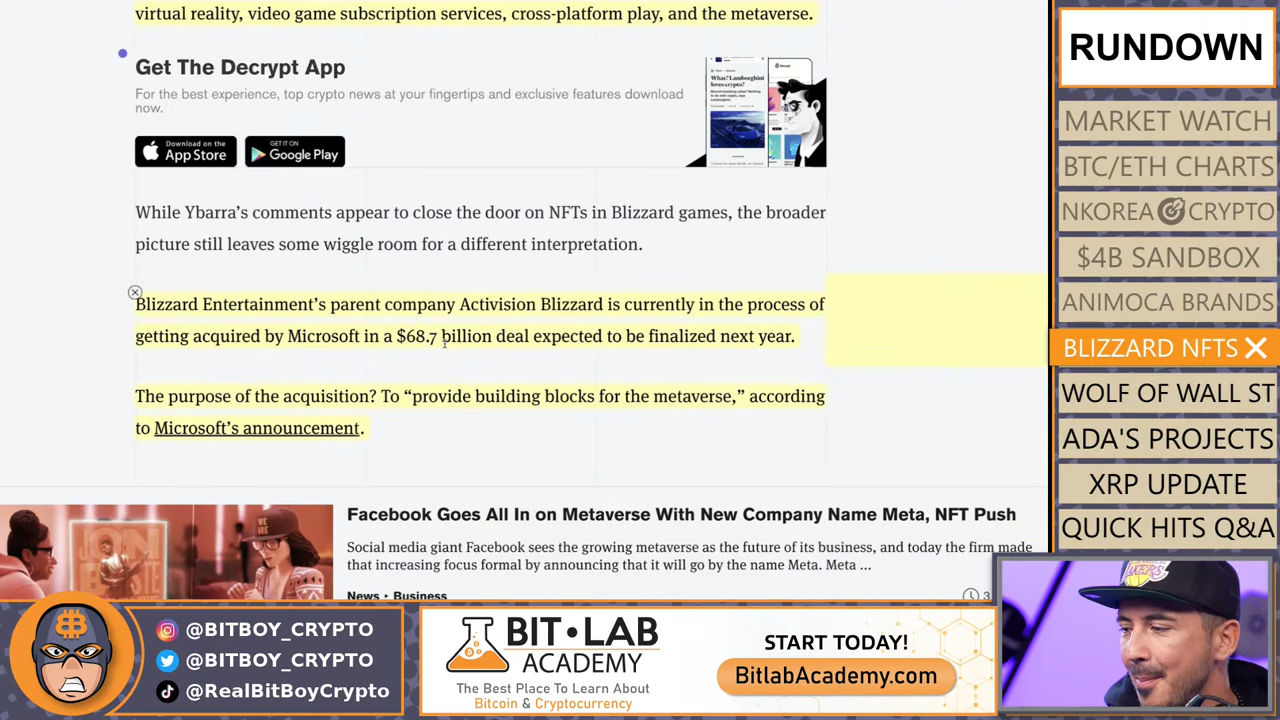 virtual reality, video game subscription services, cross-platform play, and the metaverse.
Get The Decrypt App
For the best experience, top crypto news at your fingertips and exclusive features download
now.
Download on the
App Store
GET IT ON
Google Play
While Ybarra's comments appear to close the door on NFTs in Blizzard games, the broader
picture still leaves some wiggle room for a different interpretation.
Blizzard Entertainment's parent company Activision Blizzard is currently in the process of
getting acquired by Microsoft in a $68.7 billion deal expected to be finalized next year.
The purpose of the acquisition? To “provide building blocks for the metaverse,” according
to Microsoft's announcement.
Facebook Goes All In on Metaverse With New Company Name Meta, NFT Push
Social media giant Facebook sees the growing metaverse as the future of its business, and today the firm made
that increasing focus formal by announcing that it will go by the name Meta. Meta ...
News • Business
3
RUNDOWN
MARKET WATCH
BTC/ETH CHARTS
NKOREA CRYPTO
$4B SANDBOX
ANIMOCA BRANDS
BLIZZARD NFTS
WOLF OF WALL ST
ADA'S PROJECTS
XRP UPDATE
QUICK HITS Q&A
LAKERS
@BITBOY_CRYPTO
@BITBOY_CRYPTO
@RealBitBoyCrypto
BIT•LAB
ACADEMY
The Best Place To Learn About
Bitcoin & Cryptocurrency
START TODAY!
BitlabAcademy.com